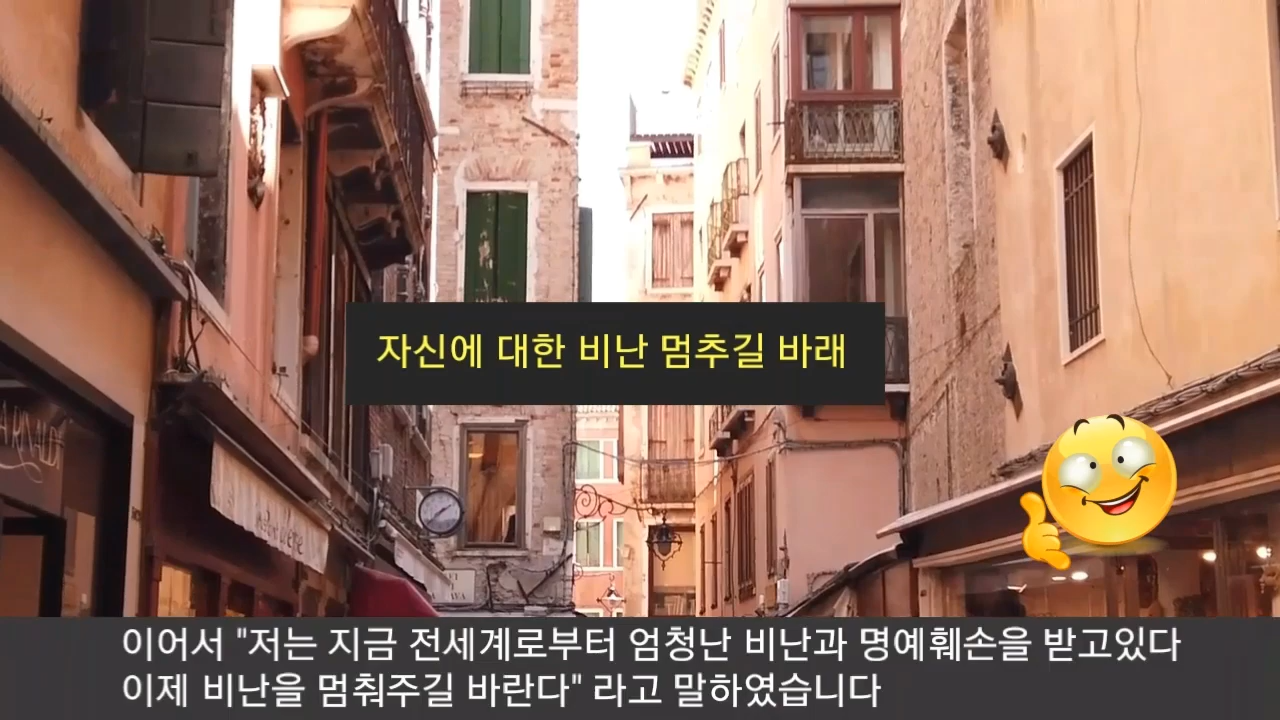 자신에 대한 비난 멈추길 바래
이어서 "저는 지금 전세계로부터 엄청난 비난과 명예훼손을 받고있다
이제 비난을 멈춰주길 바란다" 라고 말하였습니다